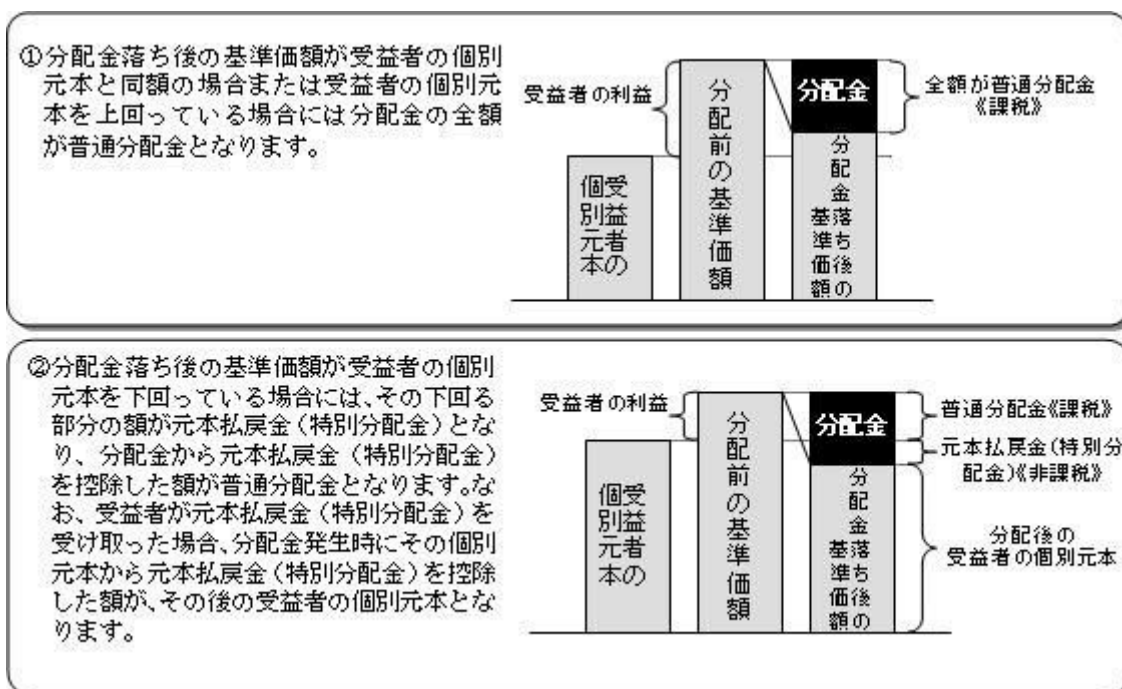 ①分配金落ち後の基準価額が受益者の個別
元本と同額の場合または受益者の個別元
本を上回っている場合には分配金の全額
が普通分配金となります。
受益者の利益
受益者の
個別元本
分配前の基準価額
分配金
分配金落ち後の
基準価額
全額が普通分配金
《課税》
②分配金落ち後の基準価額が受益者の個別
元本を下回っている場合には、その下回る
部分の額が元本払戻金（特別分配金）とな
り、分配金から元本払戻金（特別分配金）
を控除した額が普通分配金となります。な
お、受益者が元本払戻金（特別分配金）を
受け取った場合、分配金発生時にその個別
元本から元本払戻金（特別分配金）を控除
した額が、その後の受益者の個別元本とな
ります。
受益者の利益
受益者の
個別元本
分配前の基準価額
分配金
分配金落ち後の
基準価額
普通分配金《課税》
元本払戻金（特別分
配金）《非課税》
分配後の
受益者の個別元本